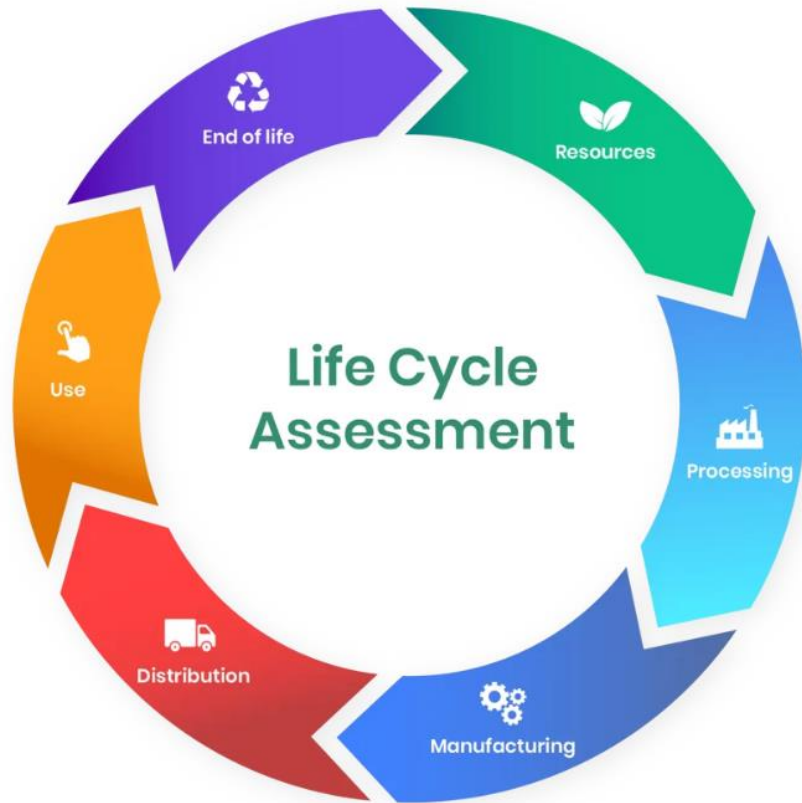 Life Cycle
Assessment
Resources
Processing
Manufacturing
Distribution
Use
End of life